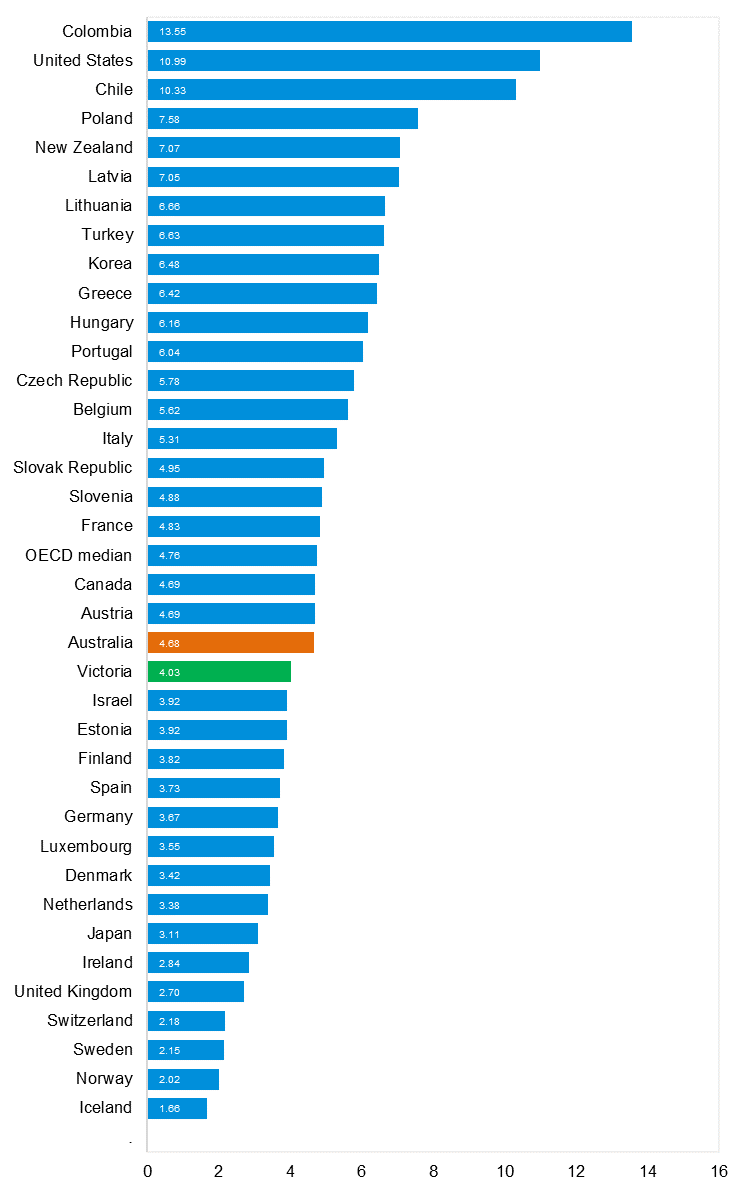 Colombia 13.55
United States 10.99
Chile 10.33
Poland 7.58
New Zealand 7.07
Latvia 7.05
Lithuania 6.66
Turkey 6.63
Korea 6.48
Greece 6.42
Hungary 6.16
Portugal 6.04
Czech Republic 5.78
Belgium 5.62
Italy 5.31
Slovak Republic 4.95
Slovenia 4.88
France 4.83
OECD median 4.76
Canada 4.69
Austria 4.69
Australia 4.68
Victoria 4.03
Israel 3.92
Estonia 3.92
Finland 3.82
Spain 3.73
Germany 3.67
Luxembourg 3.55
Denmark 3.42
Netherlands 3.38
Japan 3.11
Ireland 2.84
United Kingdom 2.70
Switzerland 2.18
Sweden 2.15
Norway 2.02
Iceland 1.66
.
0 2 4 6 8 10 12 14 16